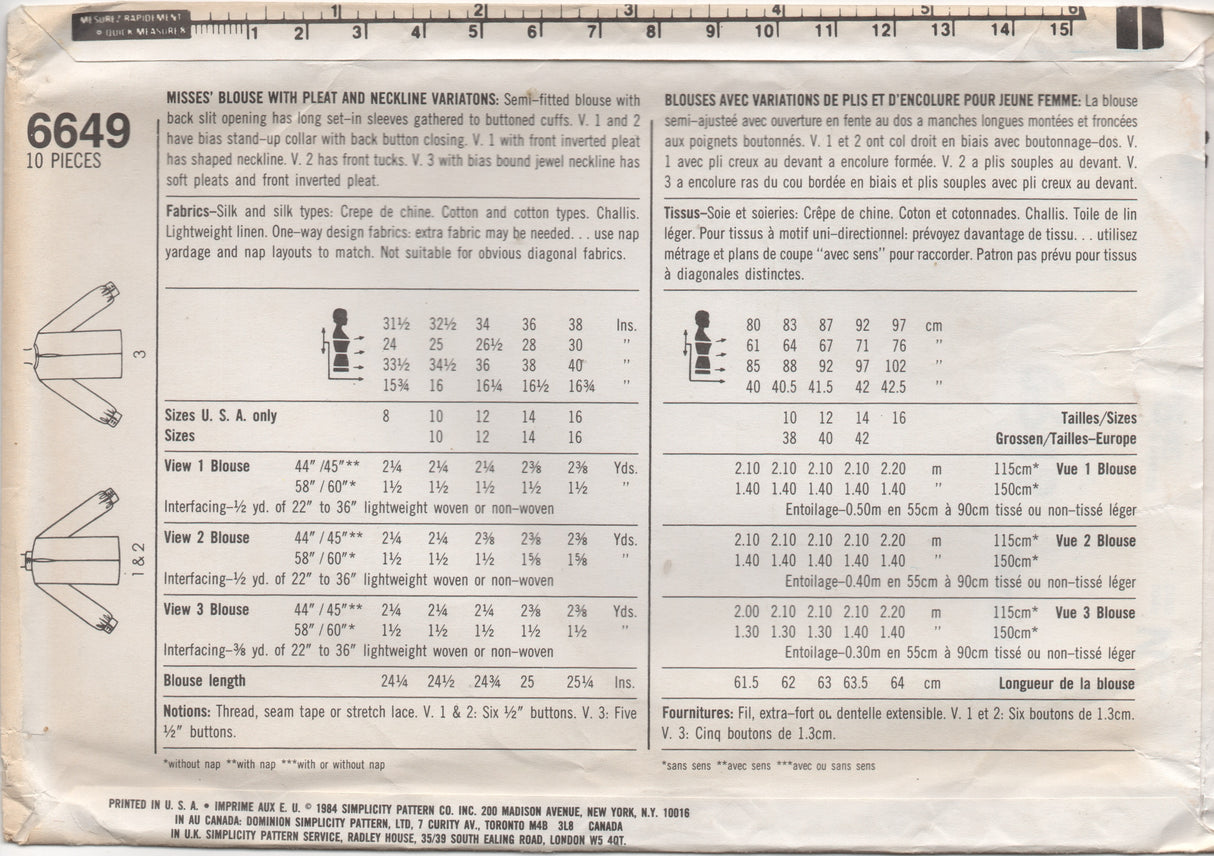 MESUREZ RAPIDEMENT
QUICK MEASUREX
1 2 3 4 5 6
1 2 3 4 5 6 7 8 9 10 11 12 13 14 15
6649
10 PIECES
3
1 & 2
MISSES' BLOUSE WITH PLEAT AND NECKLINE VARIATONS: Semi-fitted blouse with
back slit opening has long set-in sleeves gathered to buttoned cuffs. V. 1 and 2
have bias stand-up collar with back button closing. V. 1 with front inverted pleat
has shaped neckline. V. 2 has front tucks. V. 3 with bias bound jewel neckline has
soft pleats and front inverted pleat.
Fabrics–Silk and silk types: Crepe de chine. Cotton and cotton types. Challis.
Lightweight linen. One-way design fabrics: extra fabric may be needed. . . use nap
yardage and nap layouts to match. Not suitable for obvious diagonal fabrics.
31½ 32½ 34 36 38 Ins.
24 25 26½ 28 30 "
33½ 34½ 36 38 40 "
15¾ 16 16¼ 16½ 16¾ "
Sizes U. S. A. only 8 10 12 14 16
Sizes 10 12 14 16
View 1 Blouse 44" /45"** 2¼ 2¼ 2¼ 2⅜ 2⅜ Yds.
58" / 60"* 1½ 1½ 1½ 1½ 1½ "
Interfacing–½ yd. of 22" to 36" lightweight woven or non-woven
View 2 Blouse 44" / 45"** 2¼ 2¼ 2⅜ 2⅜ 2⅜ Yds.
58" / 60"* 1½ 1½ 1½ 1⅝ 1⅝ "
Interfacing–½ yd. of 22" to 36" lightweight woven or non-woven
View 3 Blouse 44" / 45"** 2¼ 2¼ 2¼ 2⅜ 2⅜ Yds.
58" / 60"* 1½ 1½ 1½ 1½ 1½ "
Interfacing–⅜ yd. of 22" to 36" lightweight woven or non-woven
Blouse length 24¼ 24½ 24¾ 25 25¼ Ins.
Notions: Thread, seam tape or stretch lace. V. 1 & 2: Six ½" buttons. V. 3: Five
½" buttons.
*without nap **with nap ***with or without nap
BLOUSES AVEC VARIATIONS DE PLIS ET D'ENCOLURE POUR JEUNE FEMME: La blouse
semi-ajusteé avec ouverture en fente au dos a manches longues montées et froncées
aux poignets boutonnés. V. 1 et 2 ont col droit en biais avec boutonnage-dos. V.
1 avec pli creux au devant a encolure formée. V. 2 a plis souples au devant. V.
3 a encolure ras du cou bordée en biais et plis souples avec pli creux au devant.
Tissus–Soie et soieries: Crêpe de chine. Coton et cotonnades. Challis. Toile de lin
léger. Pour tissus à motif uni-directionnel: prévoyez davantage de tissu. . . utilisez
métrage et plans de coupe "avec sens" pour raccorder. Patron pas prévu pour tissus
à diagonales distinctes.
80 83 87 92 97 cm
61 64 67 71 76 "
85 88 92 97 102 "
40 40.5 41.5 42 42.5 "
10 12 14 16 Tailles/Sizes
38 40 42 Grossen/Tailles–Europe
2.10 2.10 2.10 2.10 2.20 m 115cm* Vue 1 Blouse
1.40 1.40 1.40 1.40 1.40 " 150cm*
Entoilage–0.50m en 55cm à 90cm tissé ou non-tissé léger
2.10 2.10 2.10 2.10 2.20 m 115cm* Vue 2 Blouse
1.40 1.40 1.40 1.40 1.40 " 150cm*
Entoilage–0.40m en 55cm à 90cm tissé ou non-tissé léger
2.00 2.10 2.10 2.10 2.20 m 115cm* Vue 3 Blouse
1.30 1.30 1.30 1.40 1.40 " 150cm*
Entoilage–0.30m en 55cm à 90cm tissé ou non-tissé léger
61.5 62 63 63.5 64 cm Longueur de la blouse
Fournitures: Fil, extra-fort ou dentelle extensible. V. 1 et 2: Six boutons de 1.3cm.
V. 3: Cinq boutons de 1.3cm.
*sans sens **avec sens ***avec ou sans sens
PRINTED IN U. S. A. • IMPRIME AUX E. U. © 1984 SIMPLICITY PATTERN CO. INC. 200 MADISON AVENUE, NEW YORK, N.Y. 10016
IN AU CANADA: DOMINION SIMPLICITY PATTERN, LTD, 7 CURITY AV., TORONTO M4B 3L8 CANADA
IN U.K. SIMPLICITY PATTERN SERVICE, RADLEY HOUSE, 35/39 SOUTH EALING ROAD, LONDON W5 4QT.